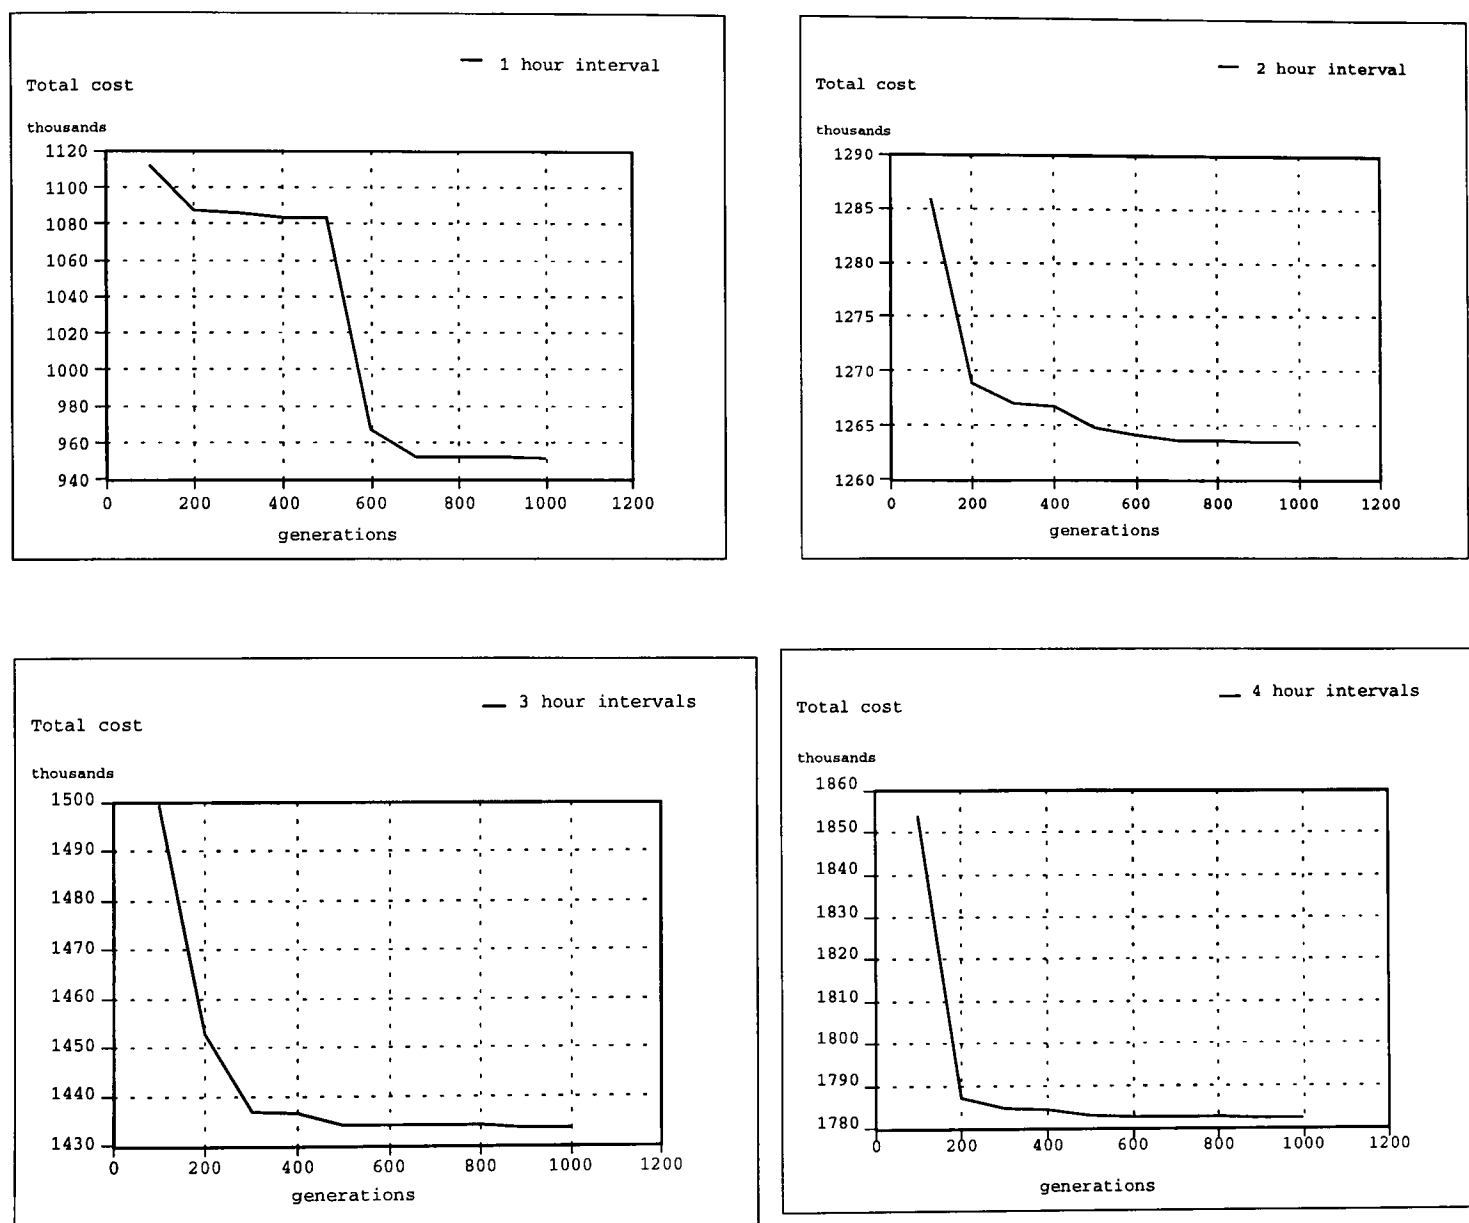 1 hour interval
Total cost
thousands
1120
1100
1080
1060
1040
1020
1000
980
960
940
0 200 400 600 800 1000 1200
generations
2 hour interval
Total cost
thousands
1290
1285
1280
1275
1270
1265
1260
0 200 400 600 800 1000 1200
generations
3 hour intervals
Total cost
thousands
1500
1490
1480
1470
1460
1450
1440
1430
0 200 400 600 800 1000 1200
generations
4 hour intervals
Total cost
thousands
1860
1850
1840
1830
1820
1810
1800
1790
1780
0 200 400 600 800 1000 1200
generations